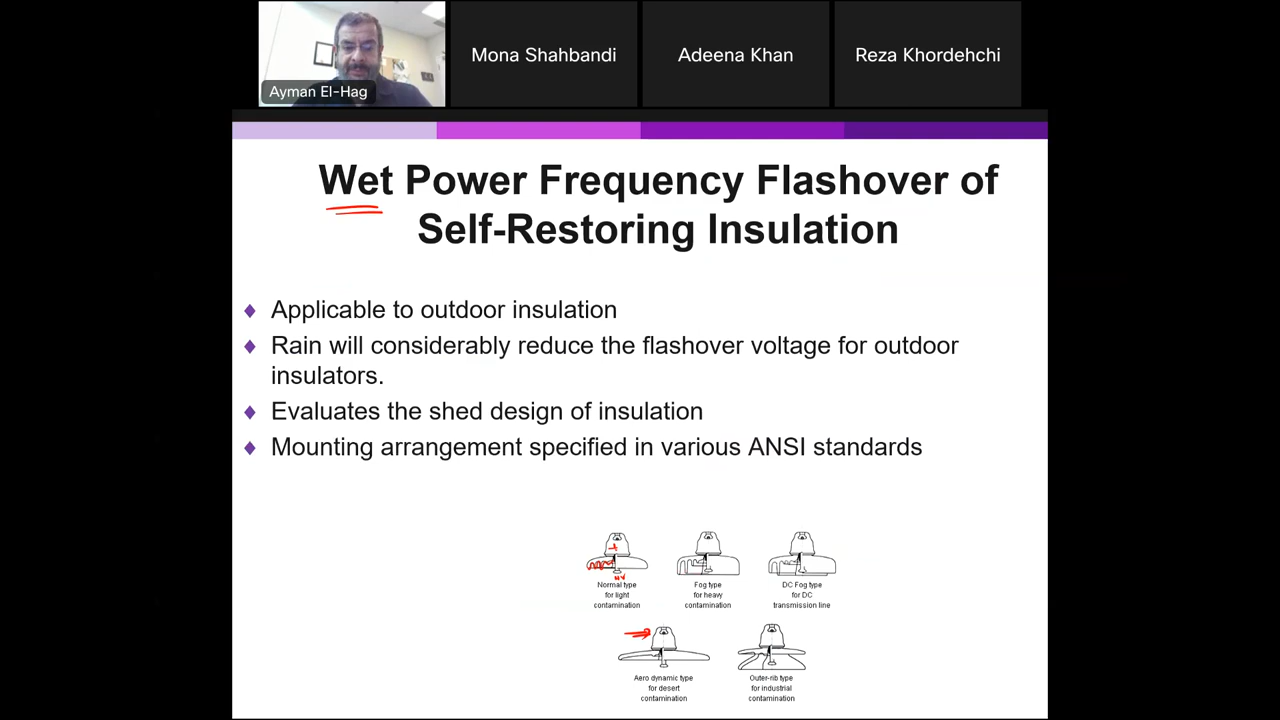 Ayman El-Hag
Mona Shahbandi
Adeena Khan
Reza Khordehchi
Wet Power Frequency Flashover of
Self-Restoring Insulation
Applicable to outdoor insulation
Rain will considerably reduce the flashover voltage for outdoor
insulators.
Evaluates the shed design of insulation
Mounting arrangement specified in various ANSI standards
Normal type
for light
contamination
Fog type
for heavy
contamination
DC Fog type
for DC
transmission line
Aero dynamic type
for desert
contamination
Outer-rib type
for industrial
contamination